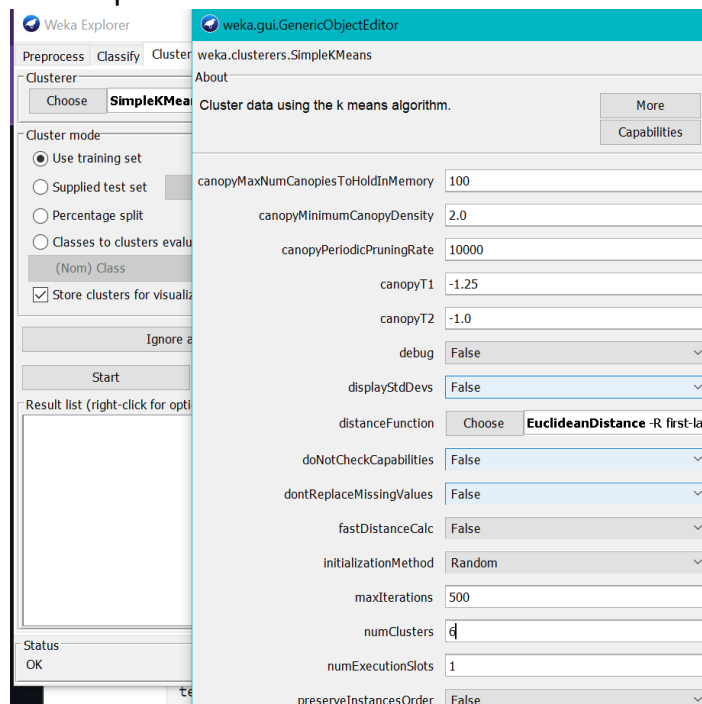 Weka Explorer
Preprocess Classify Cluster
Clusterer
Choose SimpleKMea
Cluster mode
Use training set
Supplied test set
Percentage split
Classes to clusters evalu
(Nom) Class
Store clusters for visualiz
Ignore a
Start
Result list (right-click for opti
Status
OK
te
weka.gui.GenericObjectEditor
weka.clusterers.SimpleKMeans
About
Cluster data using the k means algorithm.
More
Capabilities
canopyMaxNumCanopiesToHoldInMemory 100
canopyMinimumCanopyDensity 2.0
canopyPeriodicPruningRate 10000
canopyT1 -1.25
canopyT2 -1.0
debug False
displayStdDevs False
distanceFunction Choose EuclideanDistance -R first-la
doNotCheckCapabilities False
dontReplaceMissingValues False
fastDistanceCalc False
initializationMethod Random
maxIterations 500
numClusters 6
numExecutionSlots 1
preserveInstancesOrder False